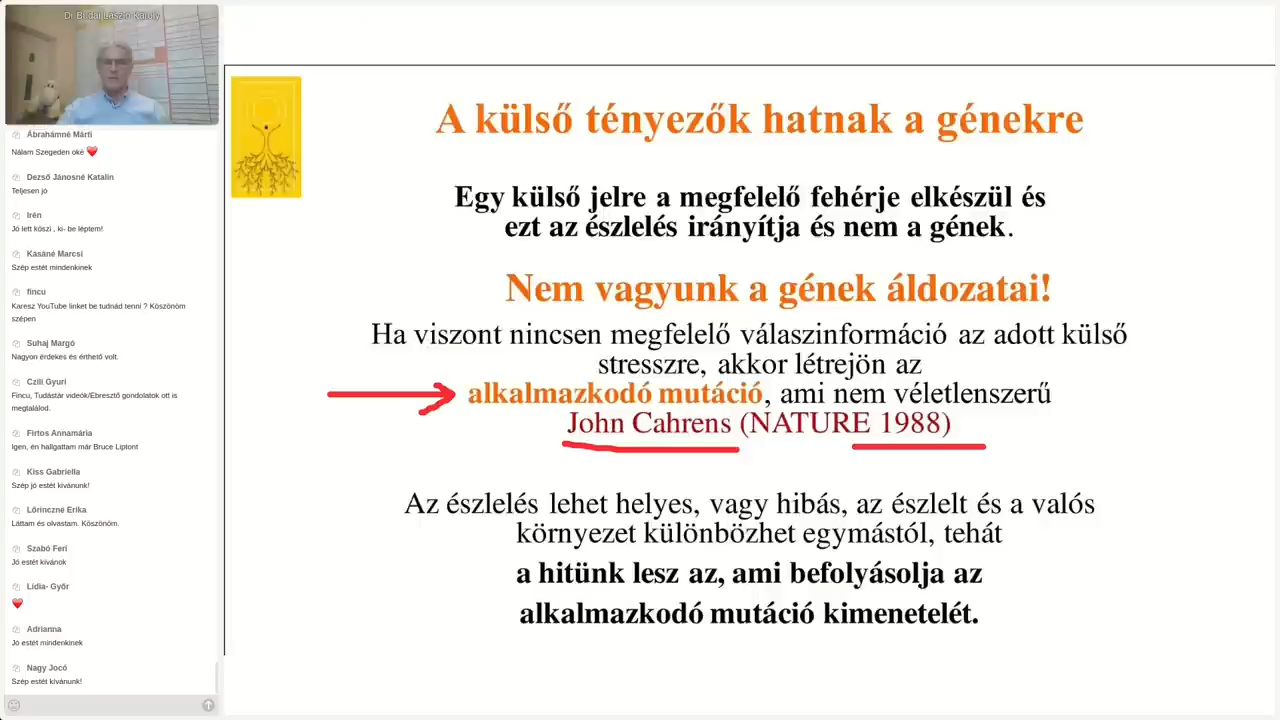 Dr Budai László Károly
Ábrahámné Márti
Nálam Szegeden oké
Dezső Jánosné Katalin
Teljesen jó
Irén
Jó lett köszi , ki- be léptem!
Kásáné Marcsi
Szép estét mindenkinek
fincu
Karesz YouTube linket be tudnád tenni ? Köszönöm
szépen
Suhaj Margó
Nagyon érdekes és érthető volt.
Czili Gyuri
Fincu, Tudástár videók/Ébresztő gondolatok ott is
megtalálod.
Firtos Annamária
Igen, én hallgattam már Bruce Liptont
Kiss Gabriella
Szép jó estét kívánunk!
Lőrinczné Erika
Láttam és olvastam. Köszönöm.
Szabó Feri
Jó estét kívánok
Lídia- Győr
Adrianna
Jó estét mindenkinek
Nagy Jocó
Szép estét kívánunk!
A külső tényezők hatnak a génekre
Egy külső jelre a megfelelő fehérje elkészül és
ezt az észlelés irányítja és nem a gének.
Nem vagyunk a gének áldozatai!
Ha viszont nincsen megfelelő válaszinformáció az adott külső
stresszre, akkor létrejön az
alkalmazkodó mutáció, ami nem véletlenszerű
John Cahrens (NATURE 1988)
Az észlelés lehet helyes, vagy hibás, az észlelt és a valós
környezet különbözhet egymástól, tehát
a hitünk lesz az, ami befolyásolja az
alkalmazkodó mutáció kimenetelét.